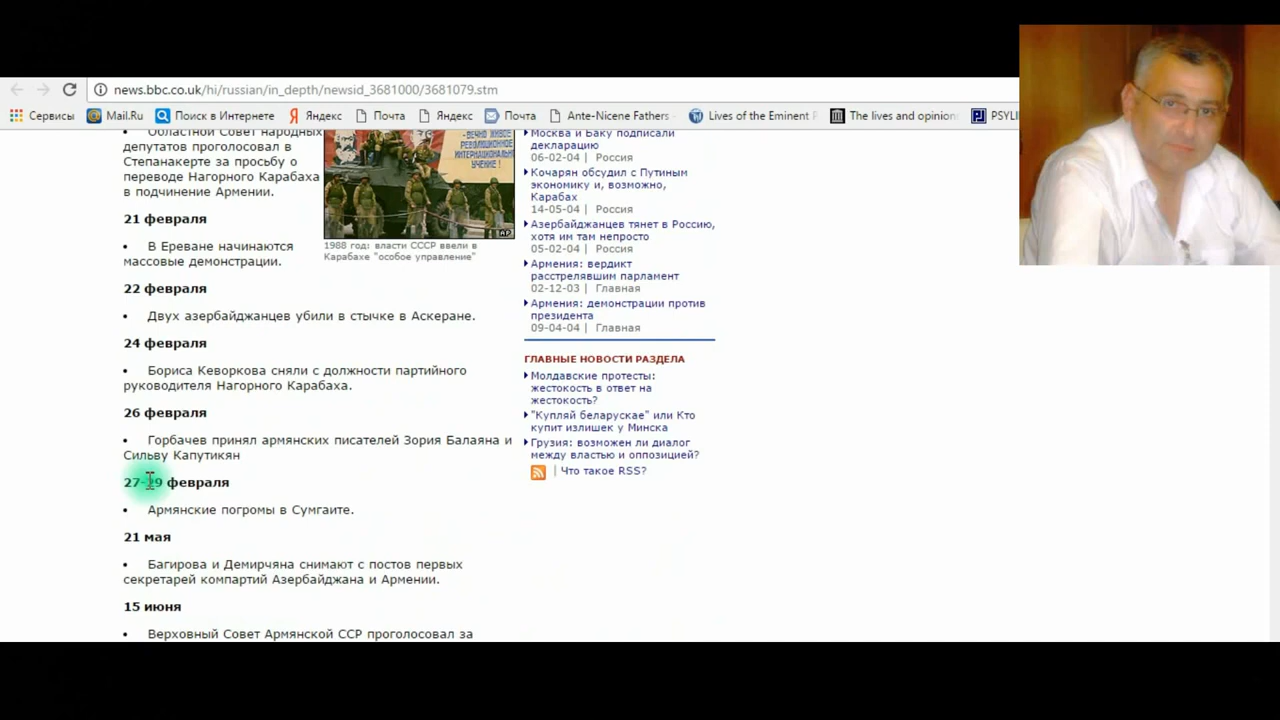 news.bbc.co.uk/hi/russian/in_depth/newsid_3681000/3681079.stm
Сервисы Mail.Ru Поиск в Интернете Яндекс Почта Яндекс Почта Ante-Nicene Fathers - Lives of the Eminent P The lives and opinion PSYLI
Областной Совет народных
депутатов проголосовал в
Степанакерте за просьбу о
переводе Нагорного Карабаха
в подчинение Армении.
ВЕЧНО ЖИВОЕ
РЕВОЛЮЦИОННОЕ
ИНТЕРНАЦИОНАЛЬНОЕ
УЧЕНИЕ!
AP
1988 год: власти СССР ввели в
Карабахе "особое управление"
21 февраля
• В Ереване начинаются
массовые демонстрации.
22 февраля
• Двух азербайджанцев убили в стычке в Аскеране.
24 февраля
• Бориса Кеворкова сняли с должности партийного
руководителя Нагорного Карабаха.
26 февраля
• Горбачев принял армянских писателей Зория Балаяна и
Сильву Капутикян
27-29 февраля
• Армянские погромы в Сумгаите.
21 мая
• Багирова и Демирчяна снимают с постов первых
секретарей компартий Азербайджана и Армении.
15 июня
• Верховный Совет Армянской ССР проголосовал за
Москва и Баку подписали
декларацию
06-02-04 | Россия
Кочарян обсудил с Путиным
экономику и, возможно,
Карабах
14-05-04 | Россия
Азербайджанцев тянет в Россию,
хотя им там непросто
05-02-04 | Россия
Армения: вердикт
расстрелявшим парламент
02-12-03 | Главная
Армения: демонстрации против
президента
09-04-04 | Главная
ГЛАВНЫЕ НОВОСТИ РАЗДЕЛА
Молдавские протесты:
жестокость в ответ на
жестокость?
"Купляй беларускае" или Кто
купит излишек у Минска
Грузия: возможен ли диалог
между властью и оппозицией?
| Что такое RSS?